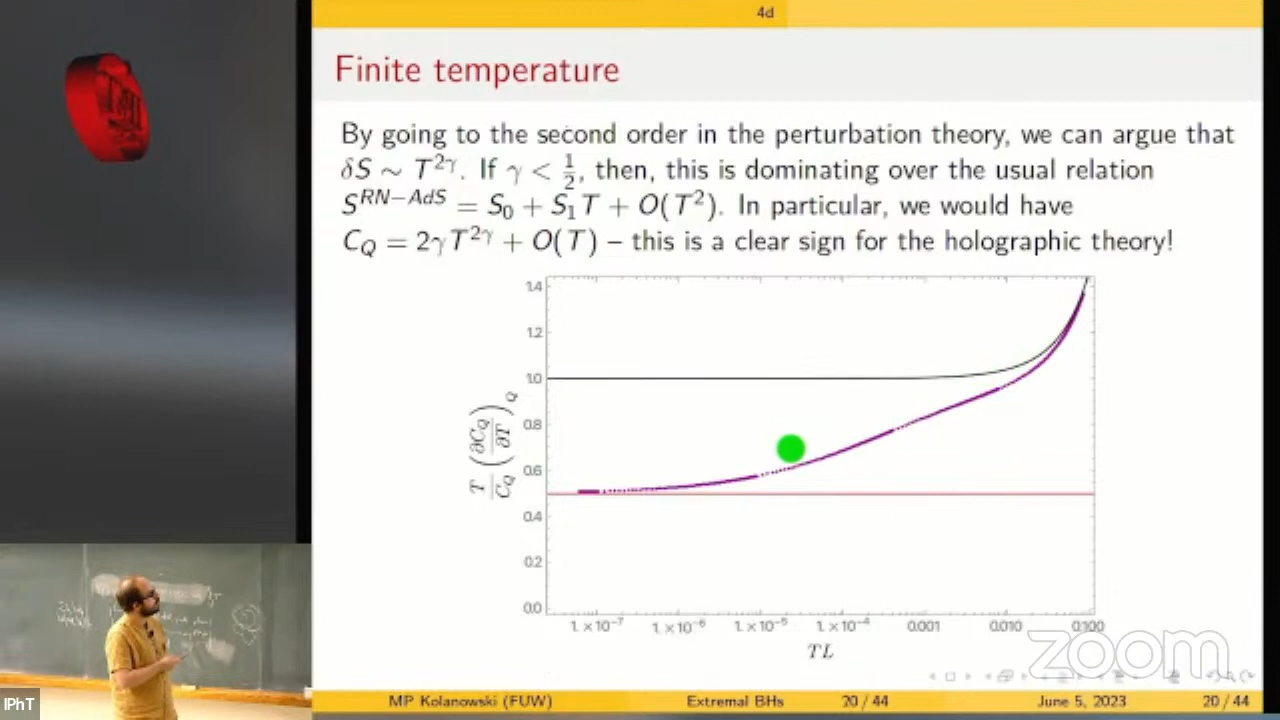 4d
Finite temperature
By going to the second order in the perturbation theory, we can argue that
δS ∼ T^{2γ}. If γ < 1/2, then, this is dominating over the usual relation
S^{RN−AdS} = S_0 + S_1 T + O(T^2). In particular, we would have
C_Q = 2γT^{2γ} + O(T) – this is a clear sign for the holographic theory!
1.4
1.2
1.0
0.8
0.6
0.4
0.2
0.0
T/C_Q (∂C_Q/∂T)_Q
1. × 10^{-7} 1. × 10^{-6} 1. × 10^{-5} 1. × 10^{-4} 0.001 0.010 0.100
TL
zoom
IPhT
MP Kolanowski (FUW) Extremal BHs 20 / 44 June 5, 2023 20 / 44